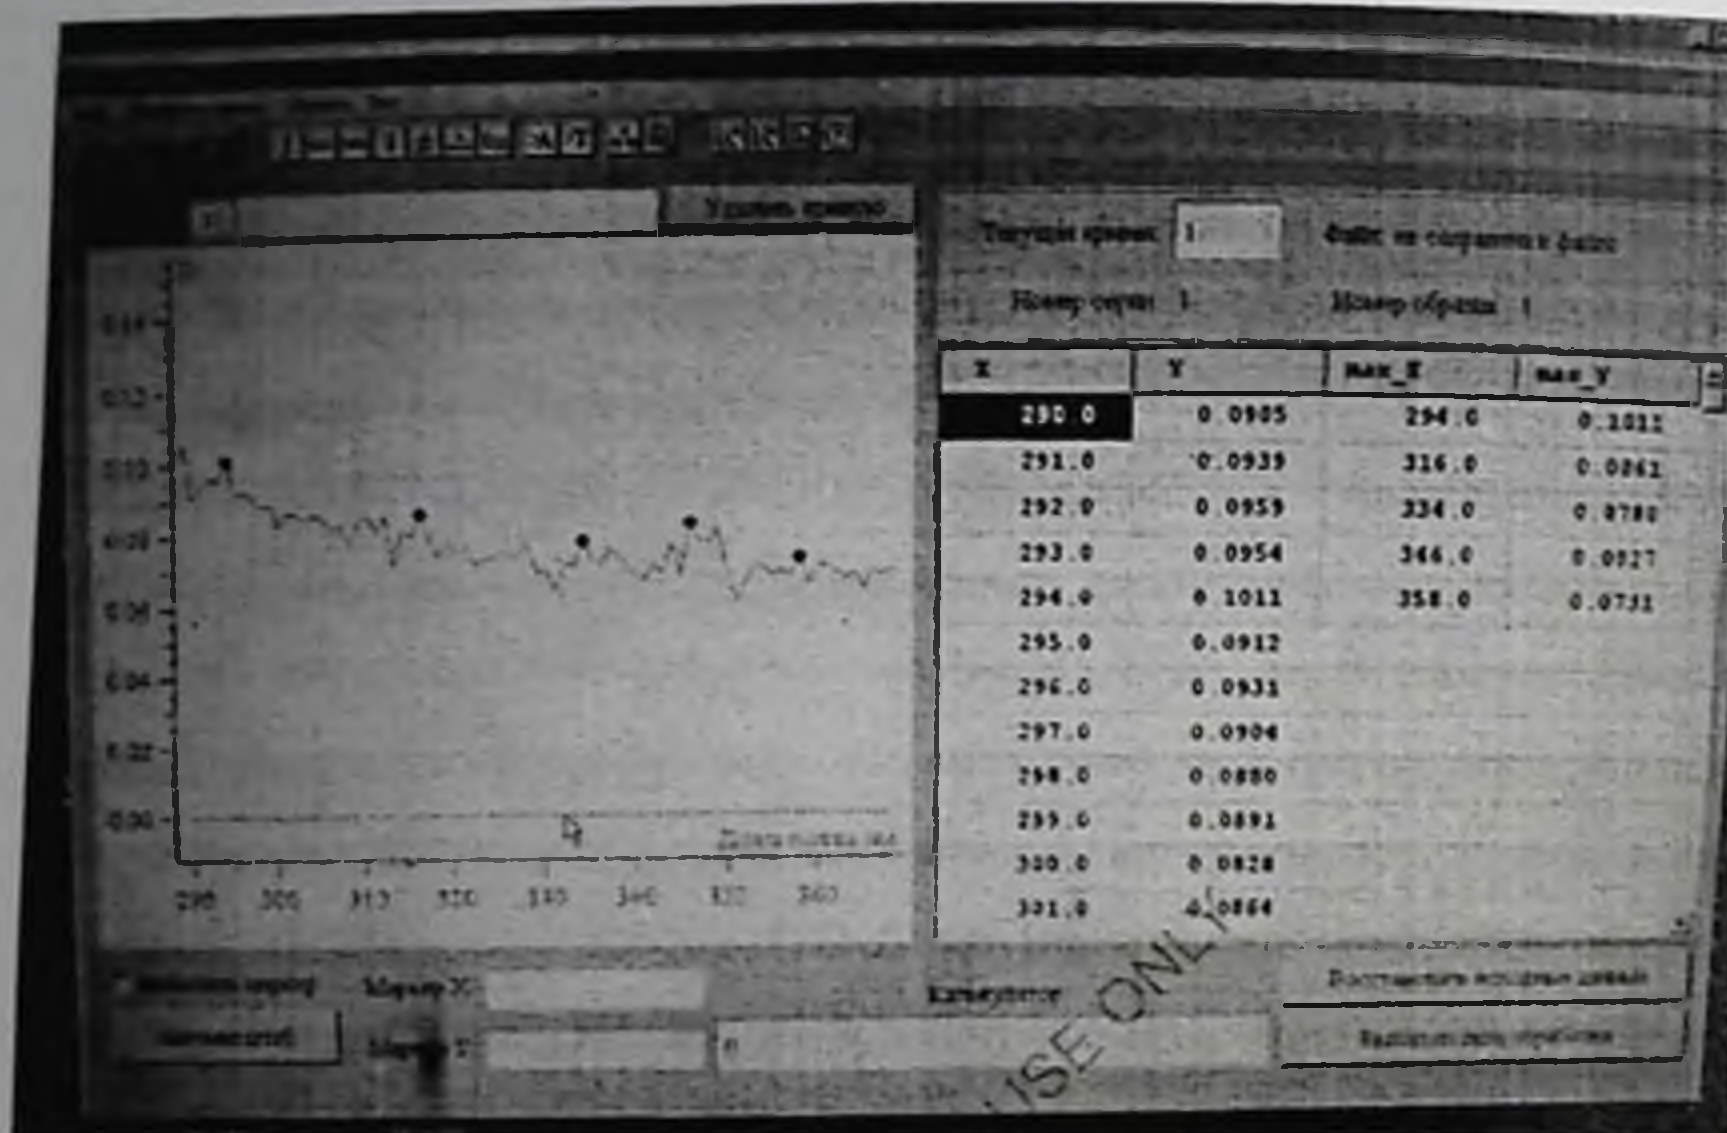 Удалить кривую
Текущая кривая 1 Файл: не сохранен в файле
Номер серии 1 Номер образца 1
X Y max_X max_Y
290.0 0.0905 294.0 0.1011
291.0 0.0939 316.0 0.0861
292.0 0.0959 334.0 0.0788
293.0 0.0954 346.0 0.0827
294.0 0.1011 358.0 0.0731
295.0 0.0912
296.0 0.0931
297.0 0.0904
298.0 0.0880
299.0 0.0891
300.0 0.0828
301.0 0.0864
0.14
0.12
0.10
0.08
0.06
0.04
0.02
0.00
Длина волны, нм
290 300 310 320 330 340 350 360
Маркер X:
Калькулятор
Восстановить исходные данные
Автомасштаб
Маркер Y:
USE ONLY